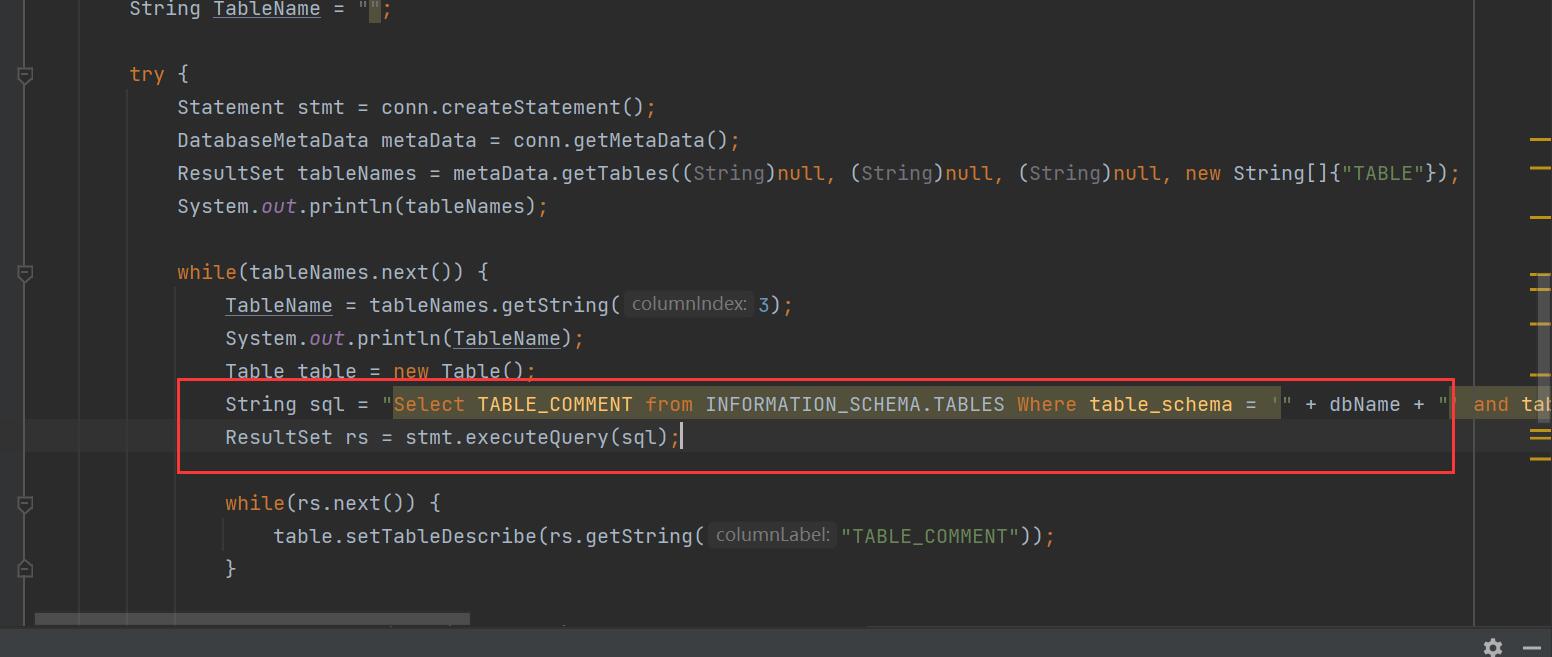 String TableName = "";
try {
Statement stmt = conn.createStatement();
DatabaseMetaData metaData = conn.getMetaData();
ResultSet tableNames = metaData.getTables((String)null, (String)null, (String)null, new String[]{"TABLE"});
System.out.println(tableNames);
while(tableNames.next()) {
TableName = tableNames.getString( columnIndex: 3);
System.out.println(TableName);
Table table = new Table();
String sql = "Select TABLE_COMMENT from INFORMATION_SCHEMA.TABLES Where table_schema = '" + dbName + "' and tab
ResultSet rs = stmt.executeQuery(sql);
while(rs.next()) {
table.setTableDescribe(rs.getString( columnLabel: "TABLE_COMMENT"));
}